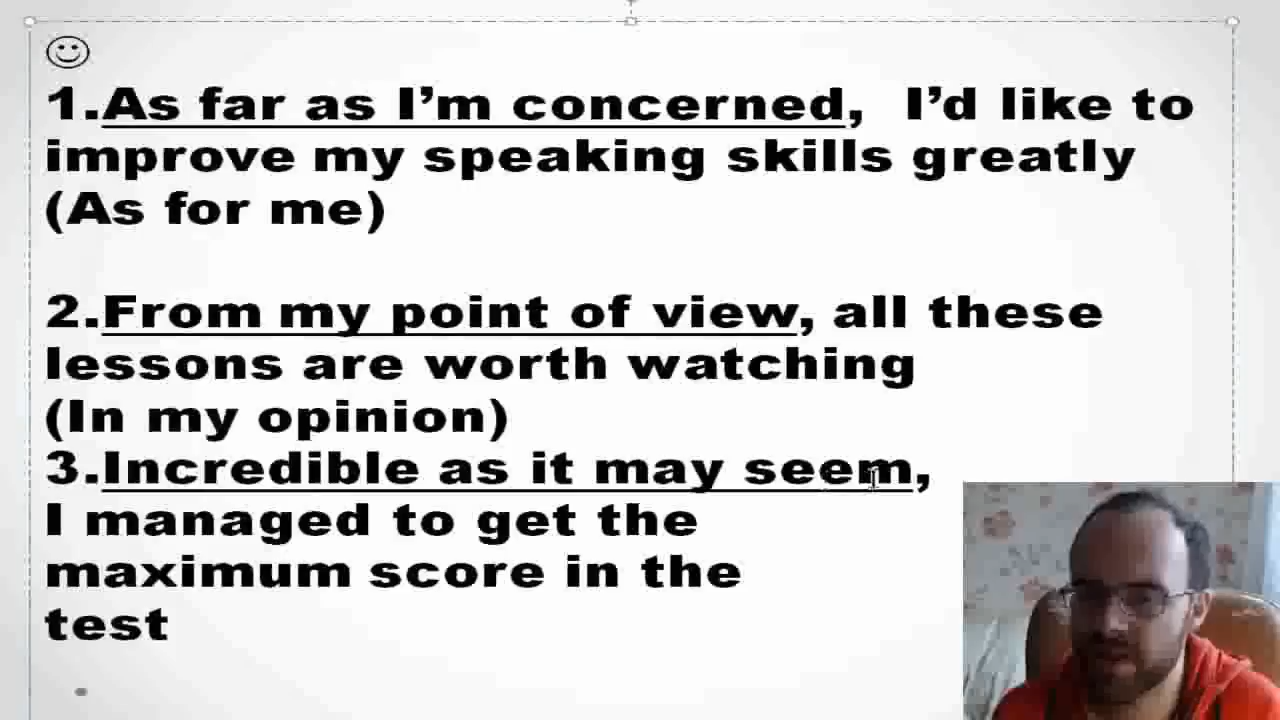 1.As far as I’m concerned, I’d like to
improve my speaking skills greatly
(As for me)
2.From my point of view, all these
lessons are worth watching
(In my opinion)
3.Incredible as it may seem,
I managed to get the
maximum score in the
test